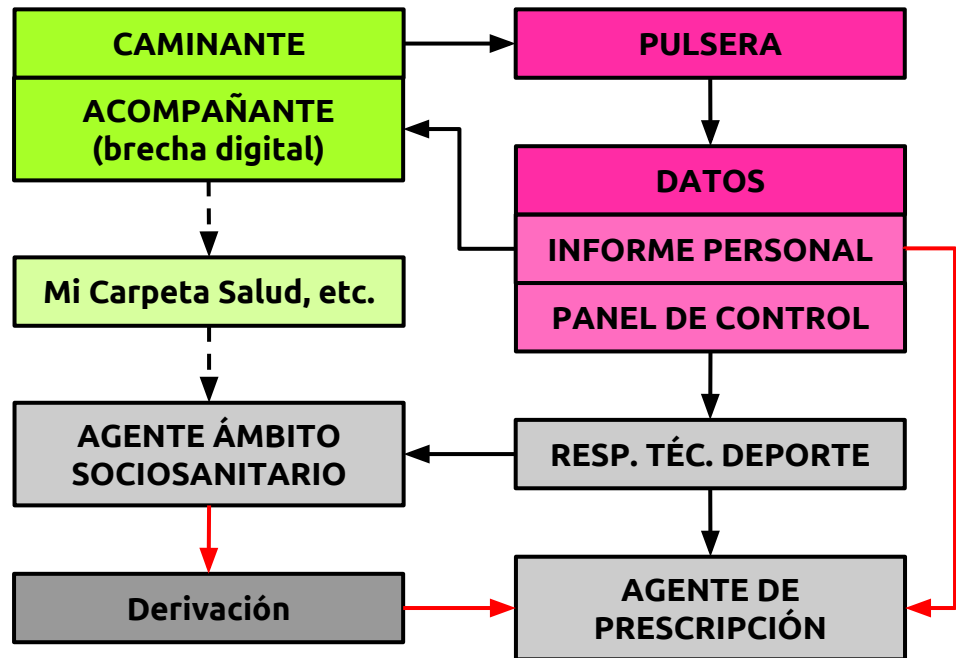 CAMINANTE
PULSERA
ACOMPAÑANTE
(brecha digital)
DATOS
INFORME PERSONAL
Mi Carpeta Salud, etc.
PANEL DE CONTROL
AGENTE ÁMBITO
SOCIOSANITARIO
RESP. TÉC. DEPORTE
Derivación
AGENTE DE
PRESCRIPCIÓN